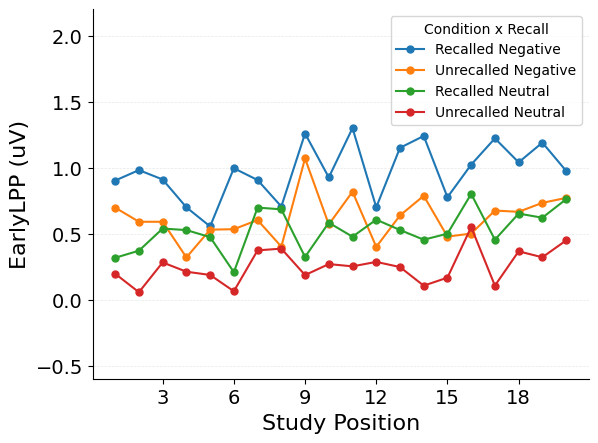 Condition x Recall
Recalled Negative
Unrecalled Negative
Recalled Neutral
Unrecalled Neutral
2.0
1.5
1.0
0.5
0.0
−0.5
EarlyLPP (uV)
3 6 9 12 15 18
Study Position